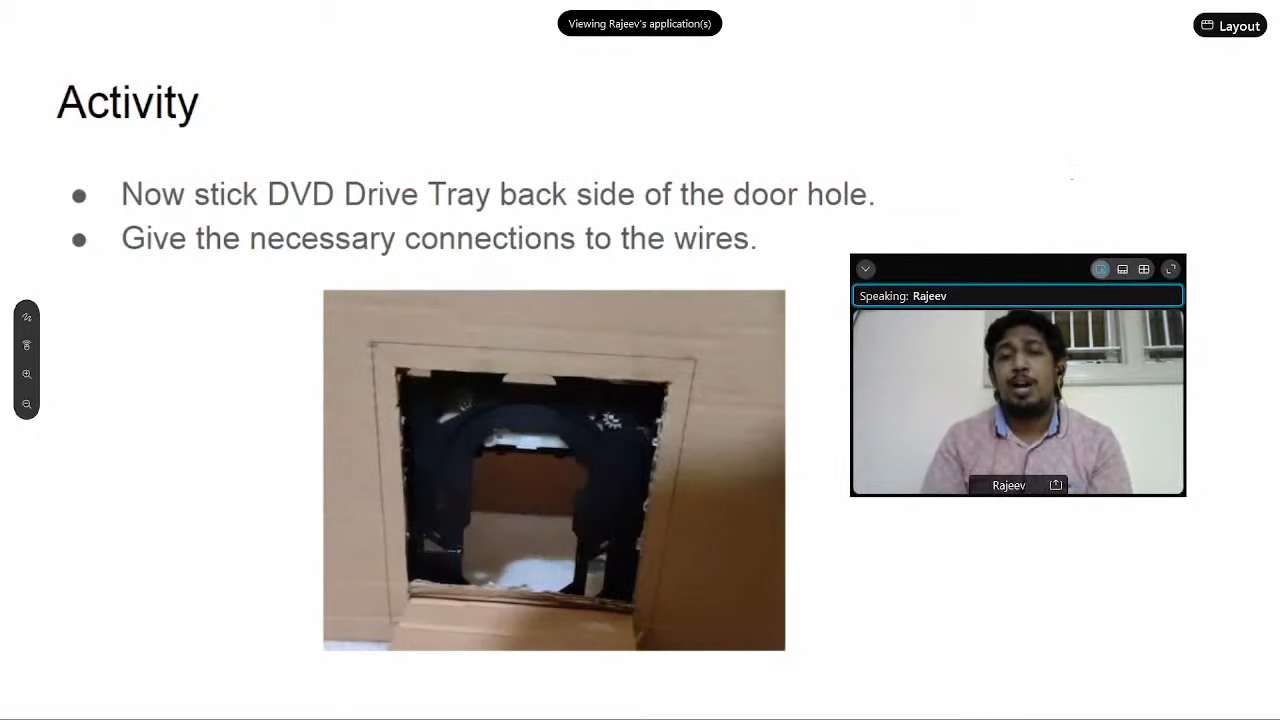 Viewing Rajeev's application(s)
Layout
Activity
● Now stick DVD Drive Tray back side of the door hole.
● Give the necessary connections to the wires.
Speaking: Rajeev
Rajeev